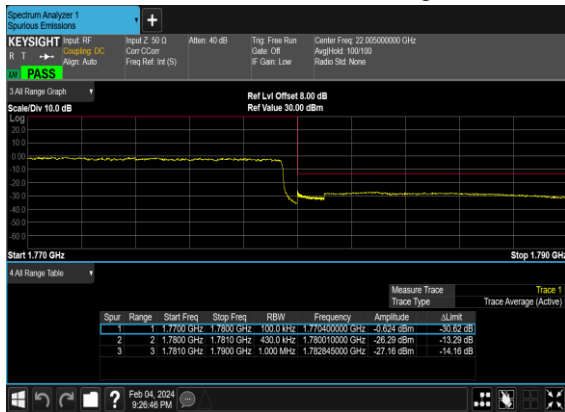 Spectrum Analyzer 1
Spurious Emissions
KEYSIGHT Input: RF Input Z: 50 Ω Atten: 40 dB Trig: Free Run Center Freq: 22.005000000 GHz
R T Coupling: DC Corr CCorr Gate: Off Avg|Hold: 100/100
Align: Auto Freq Ref: Int (S) IF Gain: Low Radio Std: None
PASS
3 All Range Graph
Ref Lvl Offset 8.00 dB
Scale/Div 10.0 dB Ref Value 30.00 dBm
Log
20.0
10.0
0.00
-10.0
-20.0
-30.0
-40.0
-50.0
-60.0
Start 1.770 GHz Stop 1.790 GHz
4 All Range Table
Measure Trace Trace 1
Trace Type Trace Average (Active)
Spur Range Start Freq Stop Freq RBW Frequency Amplitude ΔLimit
1 1 1.7700 GHz 1.7800 GHz 100.0 kHz 1.770400000 GHz -0.624 dBm -30.62 dB
2 2 1.7800 GHz 1.7810 GHz 430.0 kHz 1.780010000 GHz -26.29 dBm -13.29 dB
3 3 1.7810 GHz 1.7900 GHz 1.000 MHz 1.782845000 GHz -27.16 dBm -14.16 dB
? Feb 04, 2024
9:26:46 PM